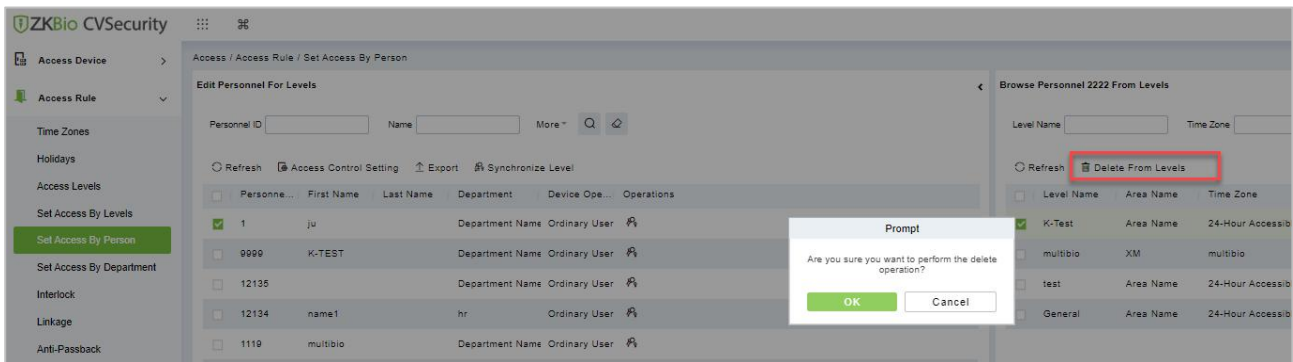 ZKBio CVSecurity
Access Device
Access Rule
Time Zones
Holidays
Access Levels
Set Access By Levels
Set Access By Person
Set Access By Department
Interlock
Linkage
Anti-Passback
Access / Access Rule / Set Access By Person
Edit Personnel For Levels
Personnel ID Name More
Refresh Access Control Setting Export Synchronize Level
Personne... First Name Last Name Department Device Ope... Operations
1 ju Department Name Ordinary User
9999 K-TEST Department Name Ordinary User
12135 Department Name Ordinary User
12134 name1 hr Ordinary User
1119 multibio Department Name Ordinary User
Prompt
Are you sure you want to perform the delete
operation?
OK Cancel
Browse Personnel 2222 From Levels
Level Name Time Zone
Refresh Delete From Levels
Level Name Area Name Time Zone
K-Test Area Name 24-Hour Accessib
multibio XM multibio
test Area Name 24-Hour Accessib
General Area Name 24-Hour Accessib